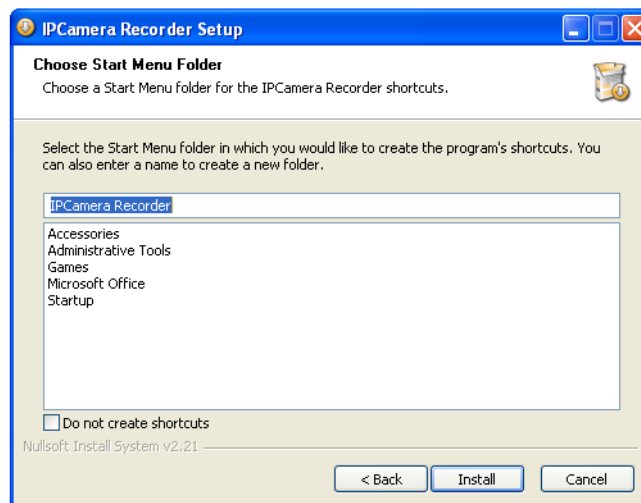 IPCamera Recorder Setup
Choose Start Menu Folder
Choose a Start Menu folder for the IPCamera Recorder shortcuts.
Select the Start Menu folder in which you would like to create the program's shortcuts. You
can also enter a name to create a new folder.
IPCamera Recorder
Accessories
Administrative Tools
Games
Microsoft Office
Startup
Do not create shortcuts
Nullsoft Install System v2.21
< Back
Install
Cancel